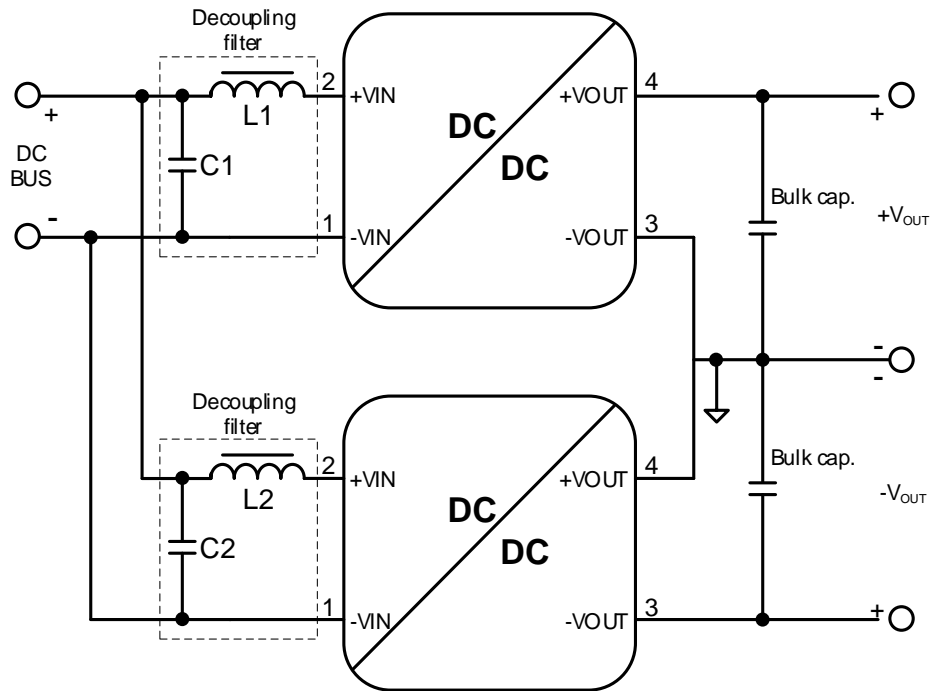 Decoupling
filter
2
+VIN
4
+VOUT
+
+
L1
DC
DC
BUS
C1
DC
Bulk cap.
+VOUT
-
1
-VIN
3
-VOUT
-
-
Decoupling
filter
2
+VIN
4
+VOUT
Bulk cap.
L2
DC
-VOUT
C2
DC
1
-VIN
3
-VOUT
+